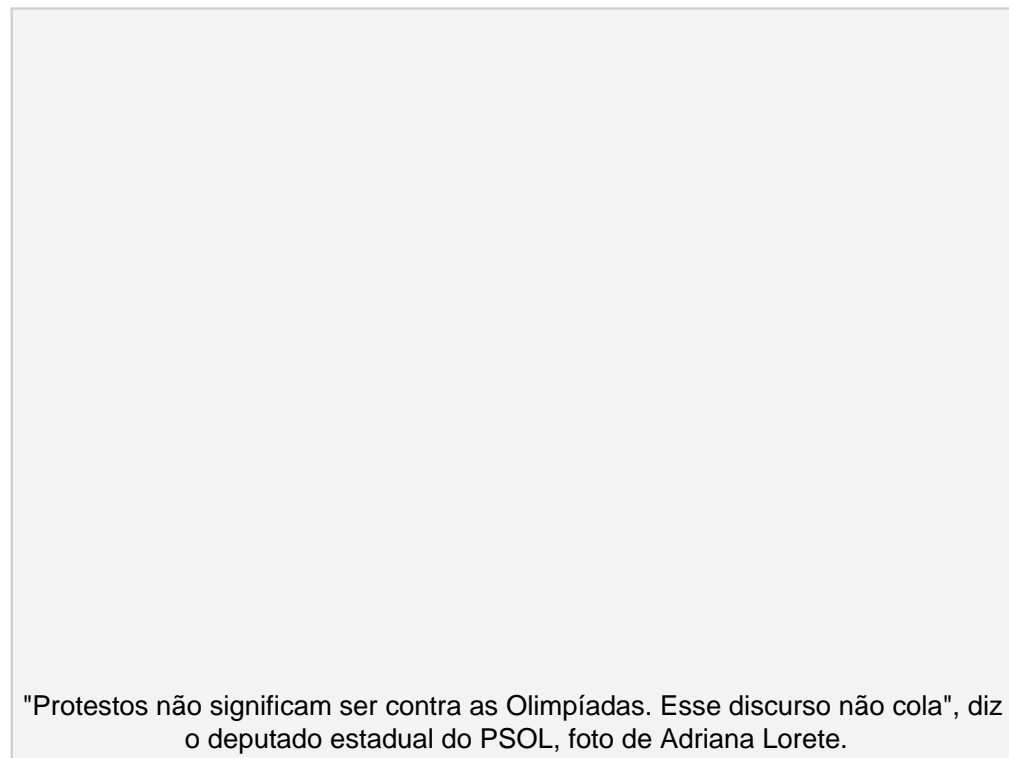 "Protestos não significam ser contra as Olimpíadas. Esse discurso não cola", diz
o deputado estadual do PSOL, foto de Adriana Lorete.